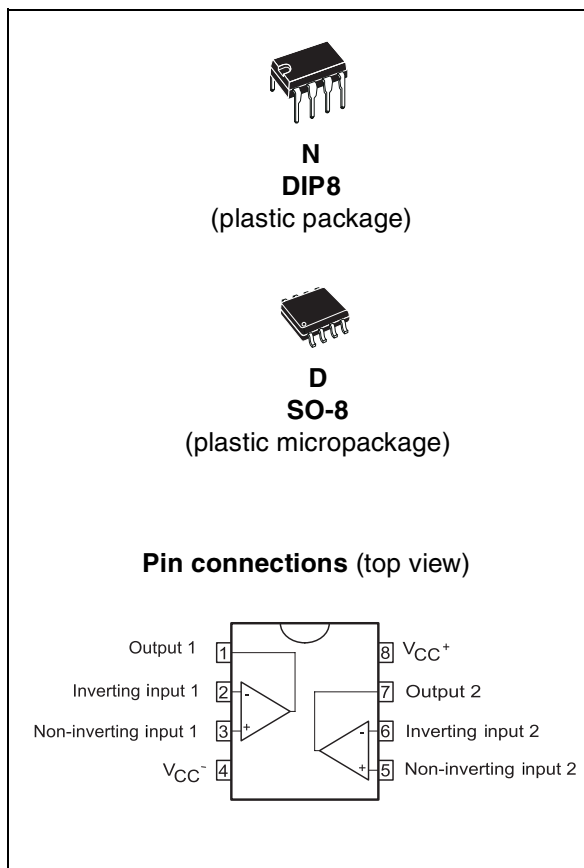 N
DIP8
(plastic package)
D
SO-8
(plastic micropackage)
Pin connections (top view)
Output 1 1
Inverting input 1 2 -
Non-inverting input 1 3 +
VCC- 4
8 VCC+
7 Output 2
- 6 Inverting input 2
+ 5 Non-inverting input 2